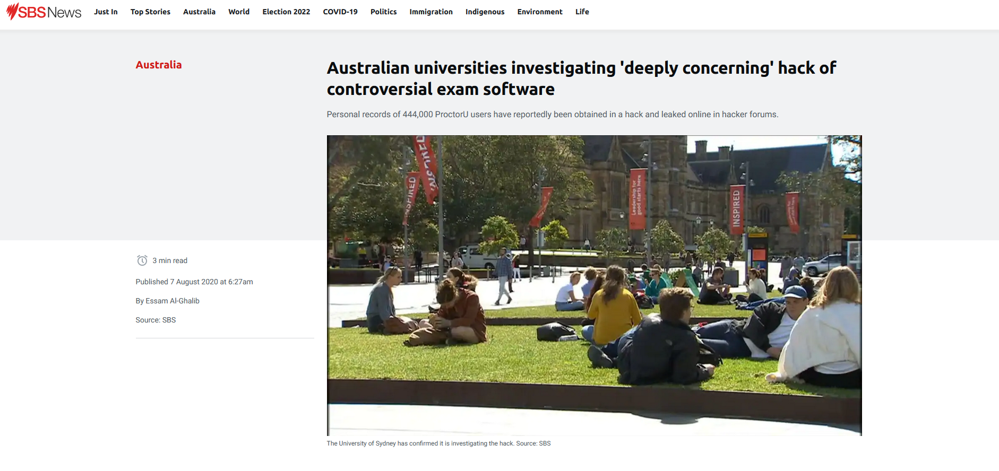 SBS News
Just In
Top Stories
Australia
World
Election 2022
COVID-19
Politics
Immigration
Indigenous
Environment
Life
Australia
Australian universities investigating 'deeply concerning' hack of
controversial exam software
Personal records of 444,000 ProctorU users have reportedly been obtained in a hack and leaked online in hacker forums.
3 min read
Published 7 August 2020 at 6:27am
By Essam Al-Ghalib
Source: SBS
INSPIRED
INSPIRED
Leadership for
good starts here
INSPIRED
The University of Sydney has confirmed it is investigating the hack. Source: SBS